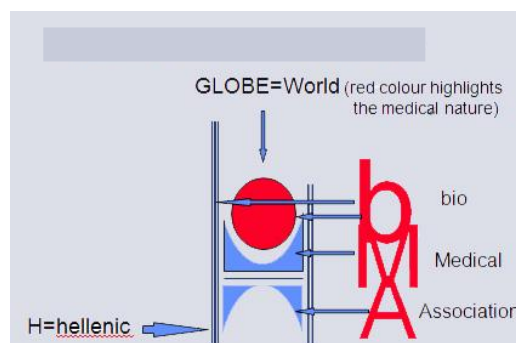 GLOBE=World (red colour highlights
the medical nature)
b
bio
M
Medical
A
Association
H=hellenic